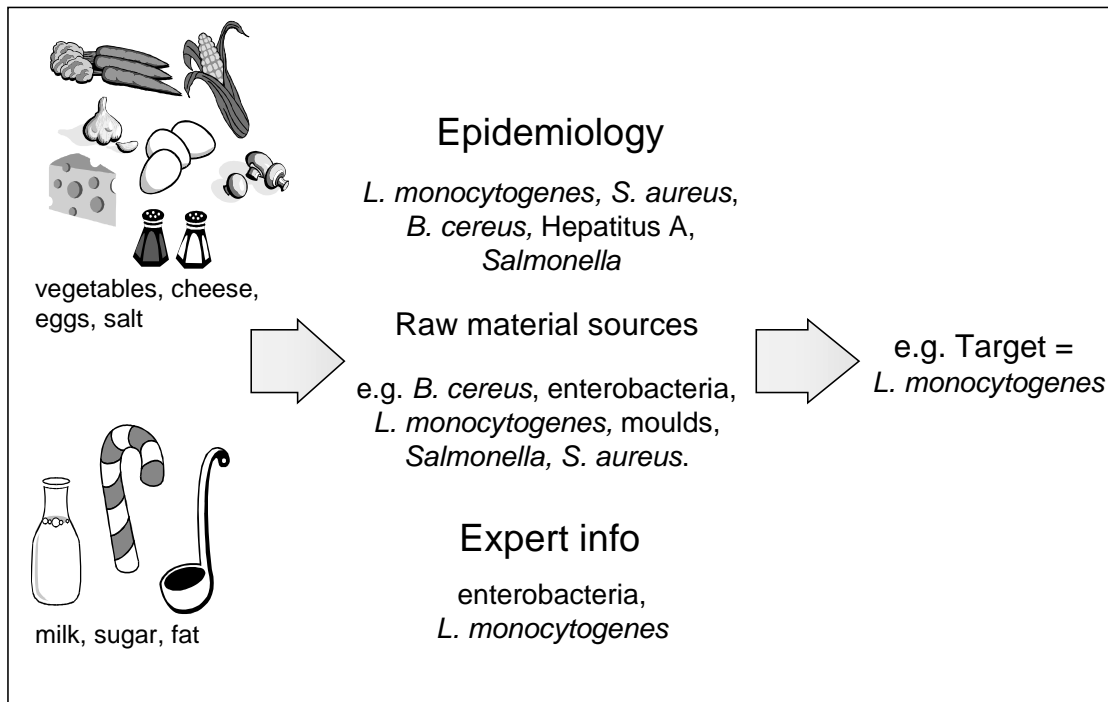 vegetables, cheese,
eggs, salt
milk, sugar, fat
Epidemiology
L. monocytogenes, S. aureus,
B. cereus, Hepatitus A,
Salmonella
Raw material sources
e.g. B. cereus, enterobacteria,
L. monocytogenes, moulds,
Salmonella, S. aureus.
Expert info
enterobacteria,
L. monocytogenes
e.g. Target =
L. monocytogenes